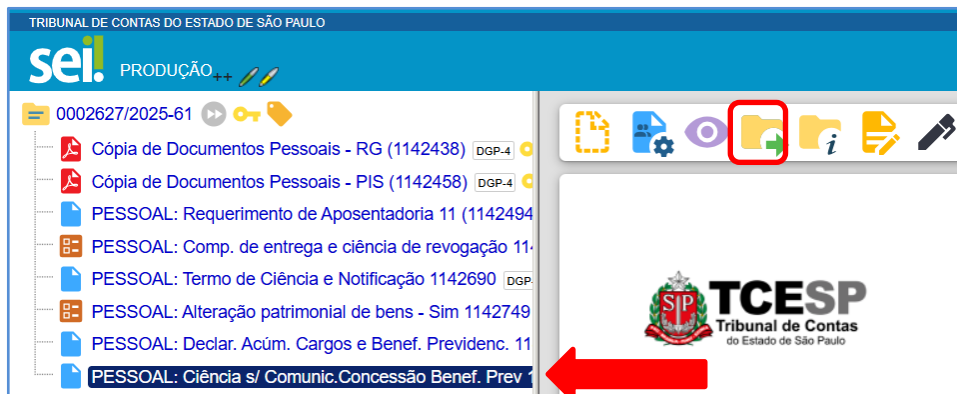 TRIBUNAL DE CONTAS DO ESTADO DE SÃO PAULO
sei! PRODUÇÃO++
0002627/2025-61
Cópia de Documentos Pessoais - RG (1142438) DGP-4
Cópia de Documentos Pessoais - PIS (1142458) DGP-4
PESSOAL: Requerimento de Aposentadoria 11 (1142494
PESSOAL: Comp. de entrega e ciência de revogação 11
PESSOAL: Termo de Ciência e Notificação 1142690 DGP-
PESSOAL: Alteração patrimonial de bens - Sim 1142749
PESSOAL: Declar. Acúm. Cargos e Benef. Previdenc. 11
PESSOAL: Ciência s/ Comunic.Concessão Benef. Prev 1
i
SP
TCESP
Tribunal de Contas
do Estado de São Paulo